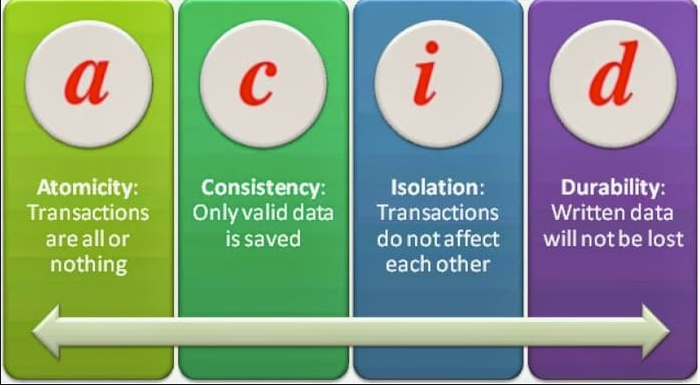 a
Atomicity:
Transactions
are all or
nothing
c
Consistency:
Only valid data
is saved
i
Isolation:
Transactions
do not affect
each other
d
Durability:
Written data
will not be lost